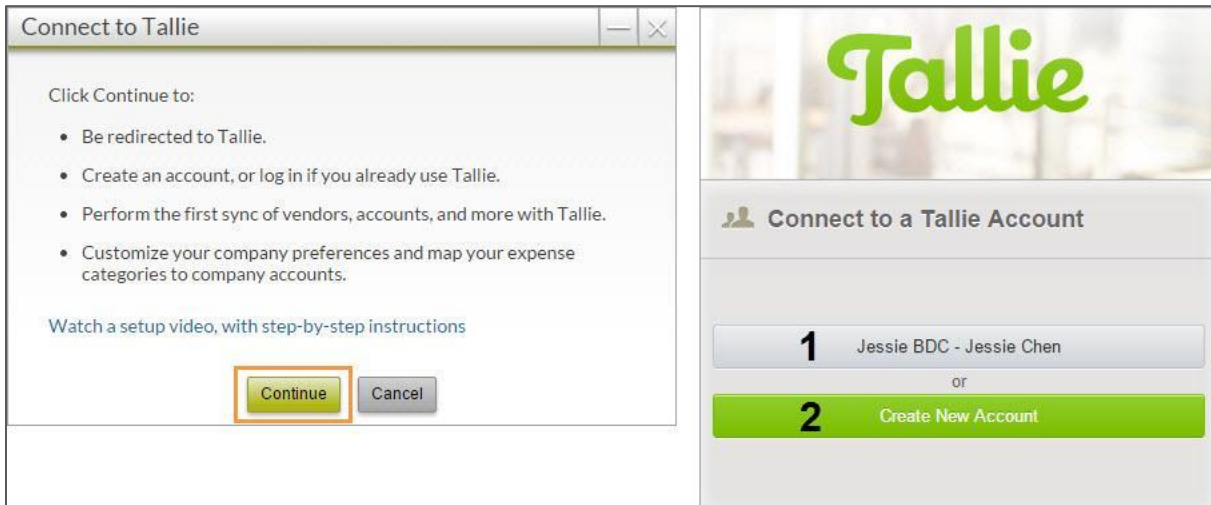 Connect to Tallie
Click Continue to:
• Be redirected to Tallie.
• Create an account, or log in if you already use Tallie.
• Perform the first sync of vendors, accounts, and more with Tallie.
• Customize your company preferences and map your expense
categories to company accounts.
Watch a setup video, with step-by-step instructions
Continue Cancel
Tallie
Connect to a Tallie Account
1 Jessie BDC - Jessie Chen
or
2 Create New Account